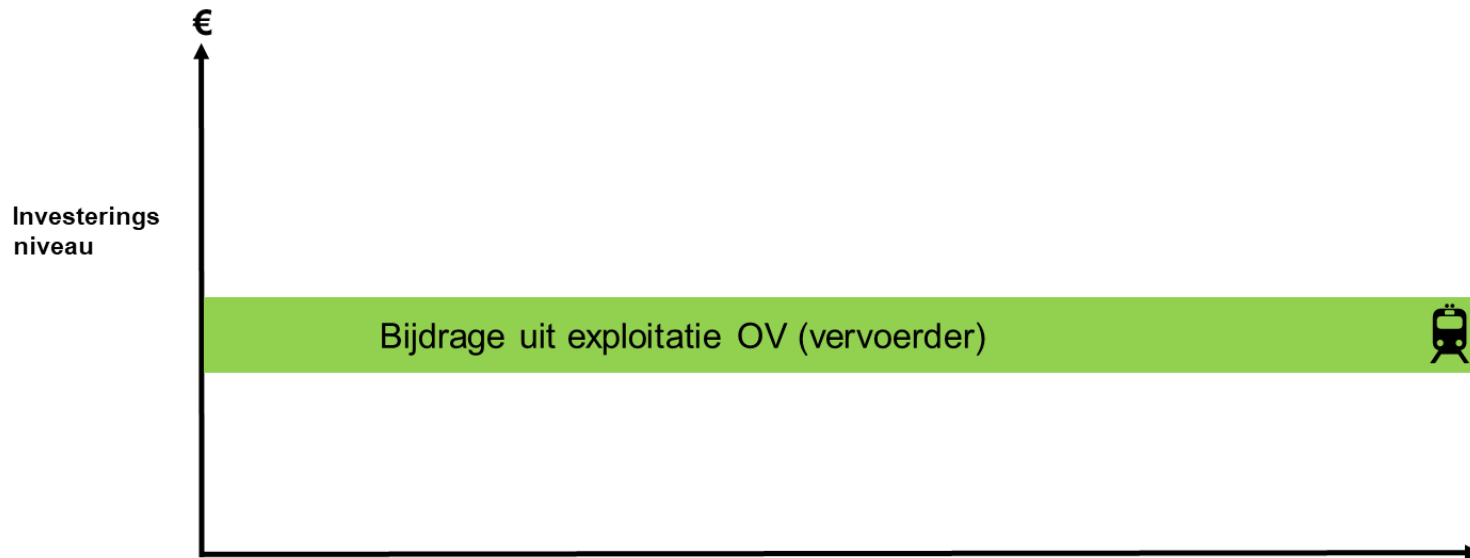 €
Investerings
niveau
Bijdrage uit exploitatie OV (vervoerder)